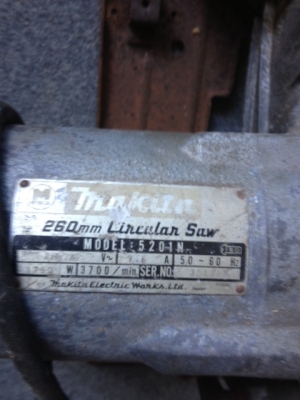 Makita
260mm Circular Saw
MODEL:5201N
V~ A 50-60 Hz
W 3700/min. SER.NO.
Makita Electric Works. Ltd.